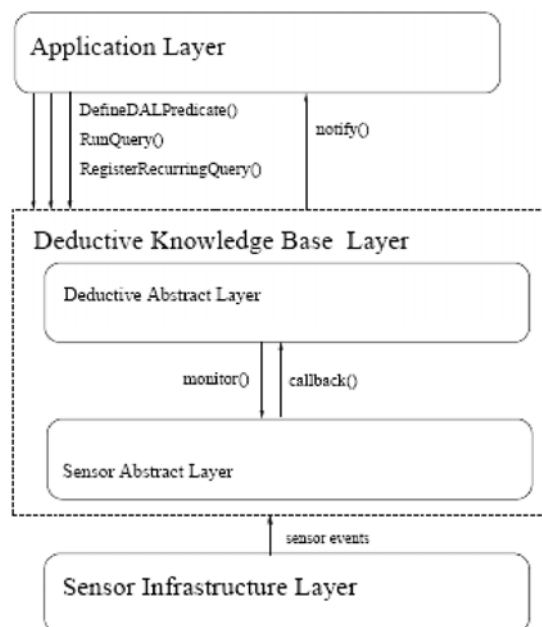 Application Layer
DefineDALPredicate()
RunQuery()
notify()
RegisterRecurringQuery()
Deductive Knowledge Base Layer
Deductive Abstract Layer
monitor()
callback()
Sensor Abstract Layer
sensor events
Sensor Infrastructure Layer